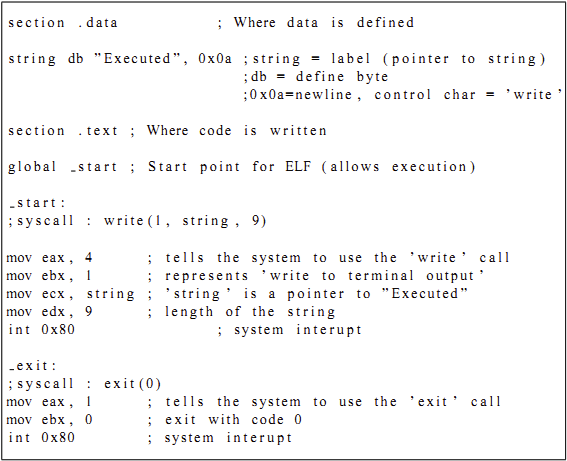 section .data ; Where data is defined
string db "Executed", 0x0a ;string = label (pointer to string)
;db = define byte
;0x0a=newline, control char = 'write'
section .text ; Where code is written
global _start ; Start point for ELF (allows execution)
_start:
;syscall : write(1, string, 9)
mov eax, 4 ; tells the system to use the 'write' call
mov ebx, 1 ; represents 'write to terminal output'
mov ecx, string ; 'string' is a pointer to "Executed"
mov edx, 9 ; length of the string
int 0x80 ; system interupt
_exit:
;syscall : exit(0)
mov eax, 1 ; tells the system to use the 'exit' call
mov ebx, 0 ; exit with code 0
int 0x80 ; system interupt